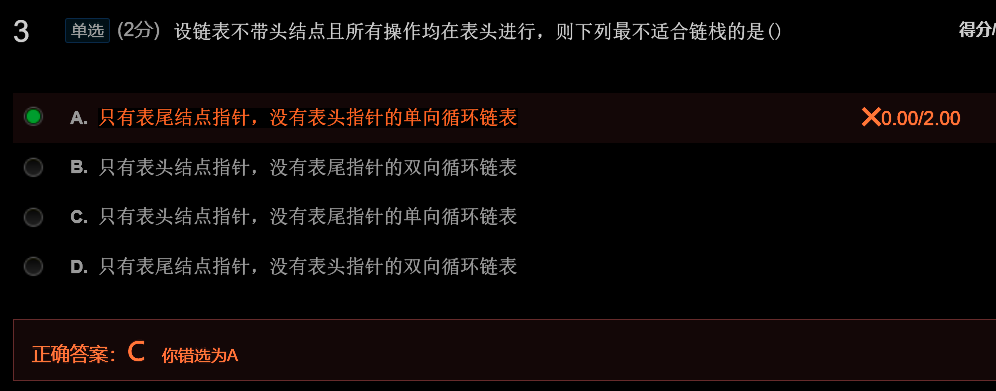 3 单选 (2分) 设链表不带头结点且所有操作均在表头进行，则下列最不适合链栈的是() 得分/
A. 只有表尾结点指针，没有表头指针的单向循环链表 ×0.00/2.00
B. 只有表头结点指针，没有表尾指针的双向循环链表
C. 只有表头结点指针，没有表尾指针的单向循环链表
D. 只有表尾结点指针，没有表头指针的双向循环链表
正确答案：C 你错选为A